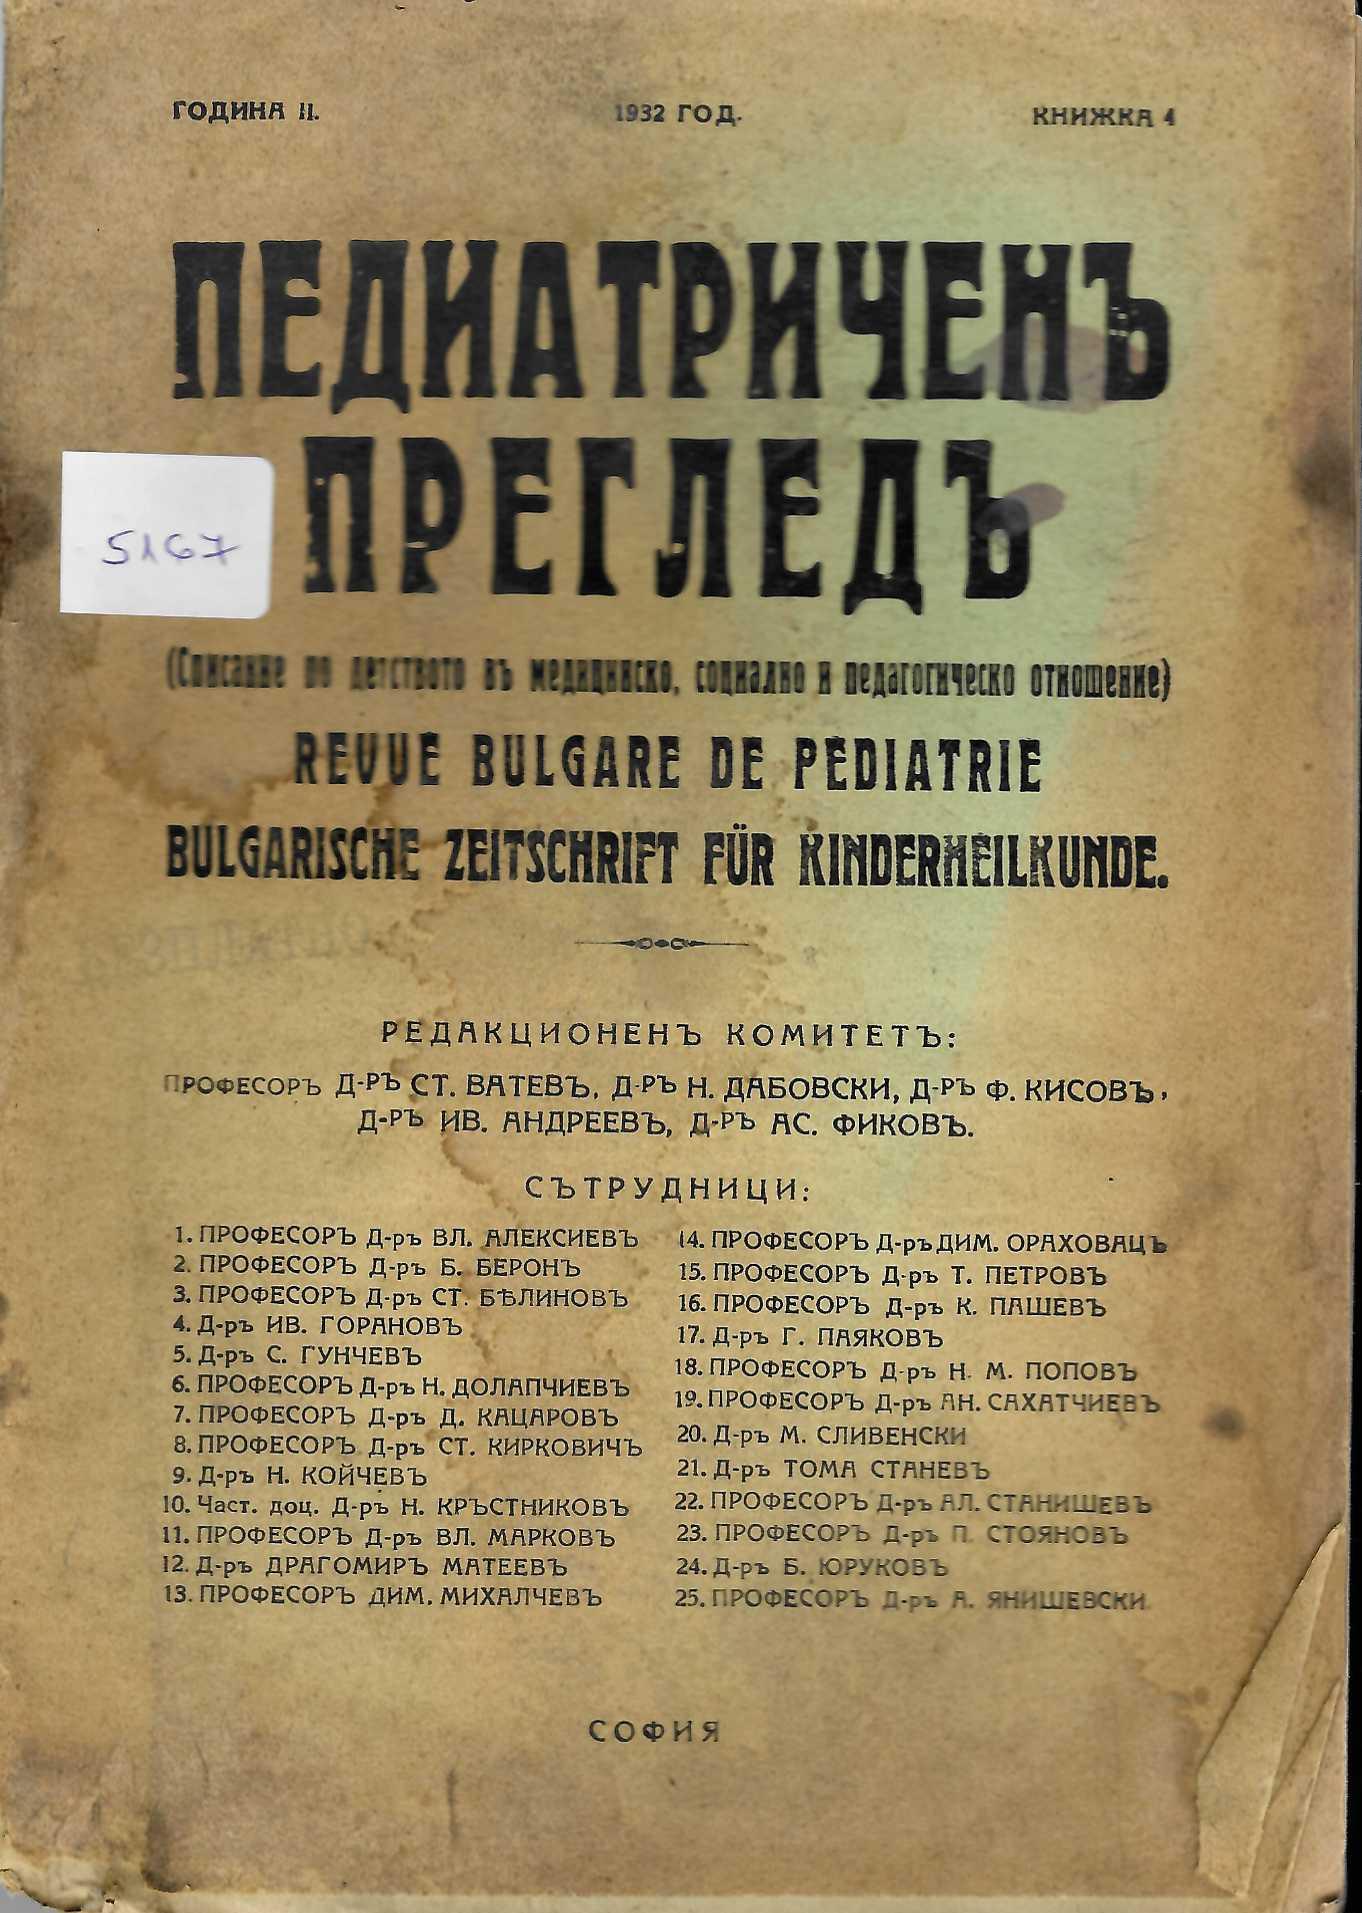 ГОДИНА II.
1932 ГОД.
КНИЖКА 4
ПЕДИАТРИЧЕНЪ
ПРЕГЛЕДЪ
5167
(Списание по детството въ медицинско, социално и педагогическо отношение)
REVUE BULGARE DE PÉDIATRIE
BULGARISCHE ZEITSCHRIFT FÜR KINDERHEILKUNDE.
РЕДАКЦИОНЕНЪ КОМИТЕТЪ:
ПРОФЕСОРЪ Д-РЪ СТ. ВАТЕВЪ, Д-РЪ Н. ДАБОВСКИ, Д-РЪ Ф. КИСОВЪ,
Д-РЪ ИВ. АНДРЕЕВЪ, Д-РЪ АС. ФИКОВЪ.
СЪТРУДНИЦИ:
1. ПРОФЕСОРЪ Д-ръ ВЛ. АЛЕКСИЕВЪ
2. ПРОФЕСОРЪ Д-ръ Б. БЕРОНЪ
3. ПРОФЕСОРЪ Д-ръ СТ. БѢЛИНОВЪ
4. Д-ръ ИВ. ГОРАНОВЪ
5. Д-ръ С. ГУНЧЕВЪ
6. ПРОФЕСОРЪ Д-ръ Н. ДОЛАПЧИЕВЪ
7. ПРОФЕСОРЪ Д-ръ Д. КАЦАРОВЪ
8. ПРОФЕСОРЪ Д-ръ СТ. КИРКОВИЧЪ
9. Д-ръ Н. КОЙЧЕВЪ
10. Част. доц. Д-ръ Н. КРЪСТНИКОВЪ
11. ПРОФЕСОРЪ Д-ръ ВЛ. МАРКОВЪ
12. Д-ръ ДРАГОМИРЪ МАТЕЕВЪ
13. ПРОФЕСОРЪ ДИМ. МИХАЛЧЕВЪ
14. ПРОФЕСОРЪ Д-ръ ДИМ. ОРАХОВАЦЪ
15. ПРОФЕСОРЪ Д-ръ Т. ПЕТРОВЪ
16. ПРОФЕСОРЪ Д-ръ К. ПАШЕВЪ
17. Д-ръ Г. ПАЯКОВЪ
18. ПРОФЕСОРЪ Д-ръ Н. М. ПОПОВЪ
19. ПРОФЕСОРЪ Д-ръ АН. САХАТЧИЕВЪ
20. Д-ръ М. СЛИВЕНСКИ
21. Д-ръ ТОМА СТАНЕВЪ
22. ПРОФЕСОРЪ Д-ръ АЛ. СТАНИШЕВЪ
23. ПРОФЕСОРЪ Д-ръ П. СТОЯНОВЪ
24. Д-ръ Б. ЮРУКОВЪ
25. ПРОФЕСОРЪ Д-ръ А. ЯНИШЕВСКИ
СОФИЯ